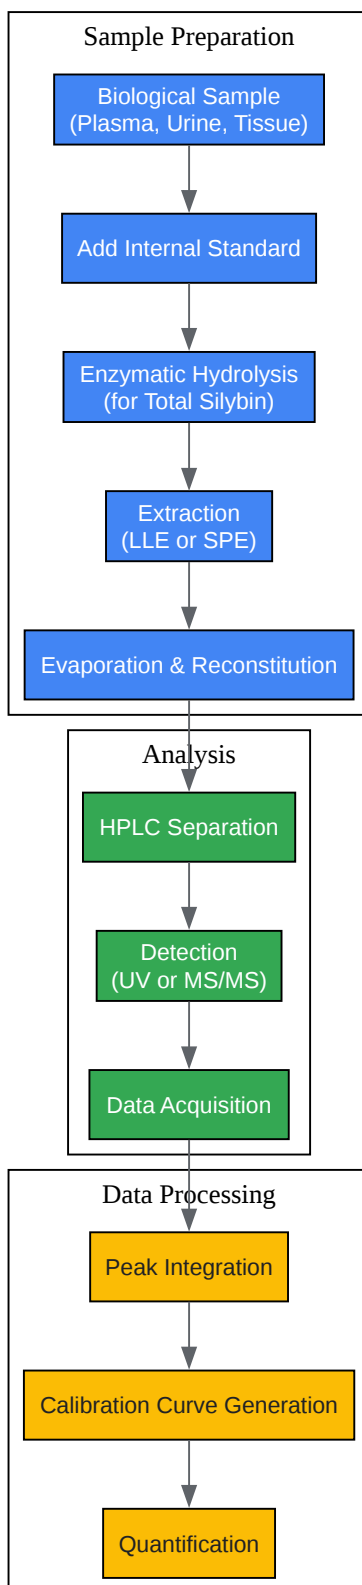 Sample Preparation
Biological Sample
(Plasma, Urine, Tissue)
Add Internal Standard
Enzymatic Hydrolysis
(for Total Silybin)
Extraction
(LLE or SPE)
Evaporation & Reconstitution
Analysis
HPLC Separation
Detection
(UV or MS/MS)
Data Acquisition
Data Processing
Peak Integration
Calibration Curve Generation
Quantification